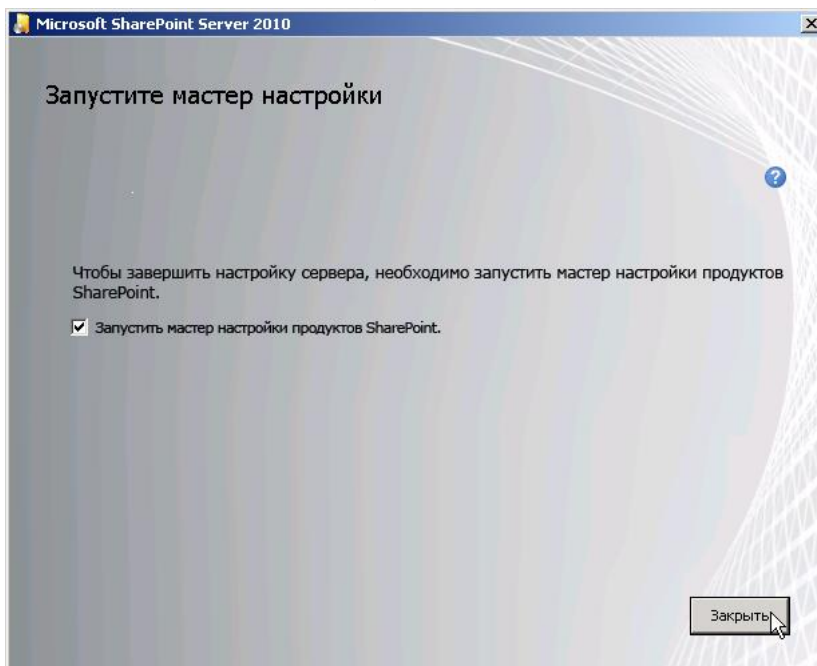 Microsoft SharePoint Server 2010
Запустите мастер настройки
?
Чтобы завершить настройку сервера, необходимо запустить мастер настройки продуктов
SharePoint.
Запустить мастер настройки продуктов SharePoint.
Закрыть